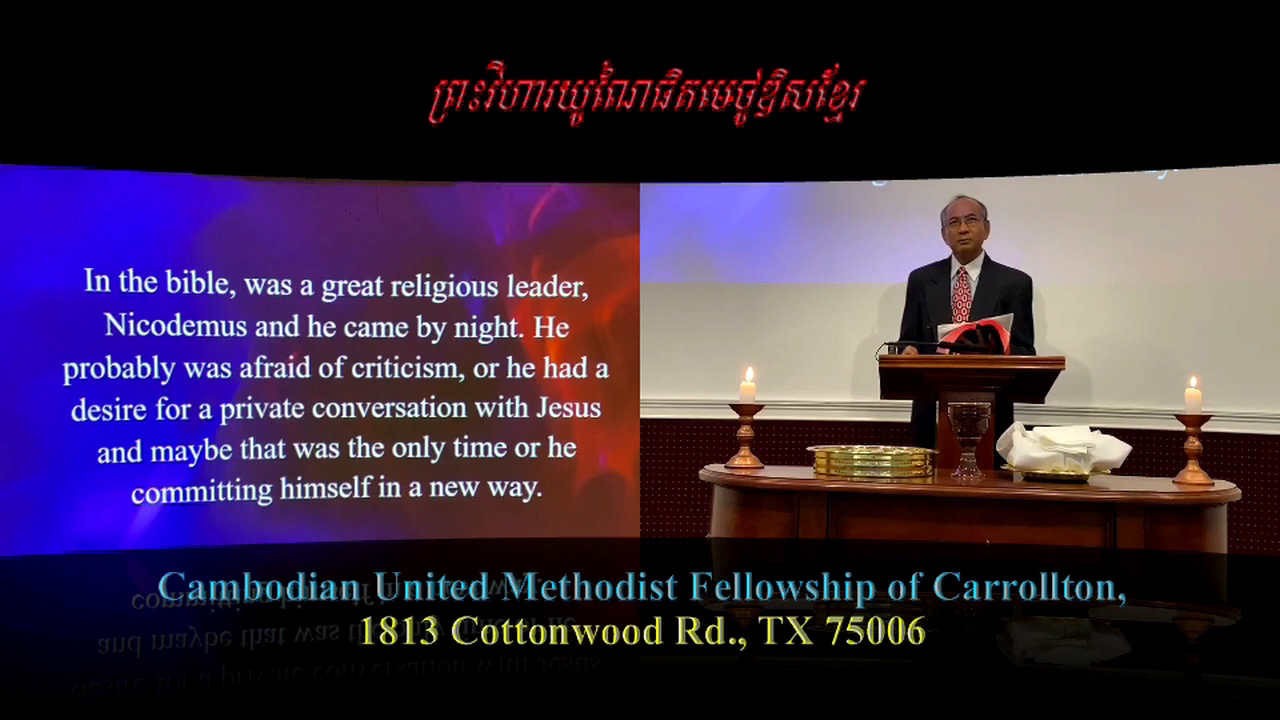 ព្រះវិហារយូណៃធិតមេថូឌីសខ្មែរ
In the bible, was a great religious leader,
Nicodemus and he came by night. He
probably was afraid of criticism, or he had a
desire for a private conversation with Jesus
and maybe that was the only time or he
committing himself in a new way.
Cambodian United Methodist Fellowship of Carrollton,
1813 Cottonwood Rd., TX 75006